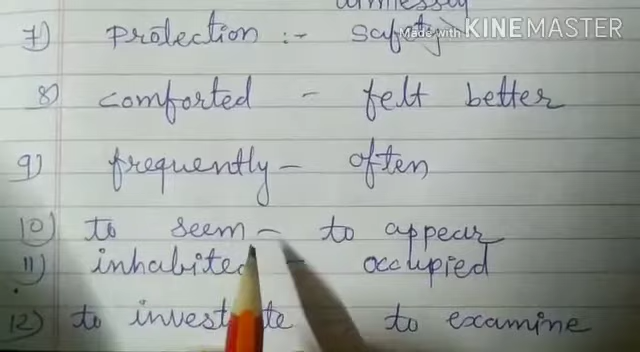 aimlessly
7) Protection :- safety
Made with KINEMASTER
8) comforted - felt better
9) frequently - often
10) to seem - to appear
11) inhabited - occupied
12) to investigate to examine